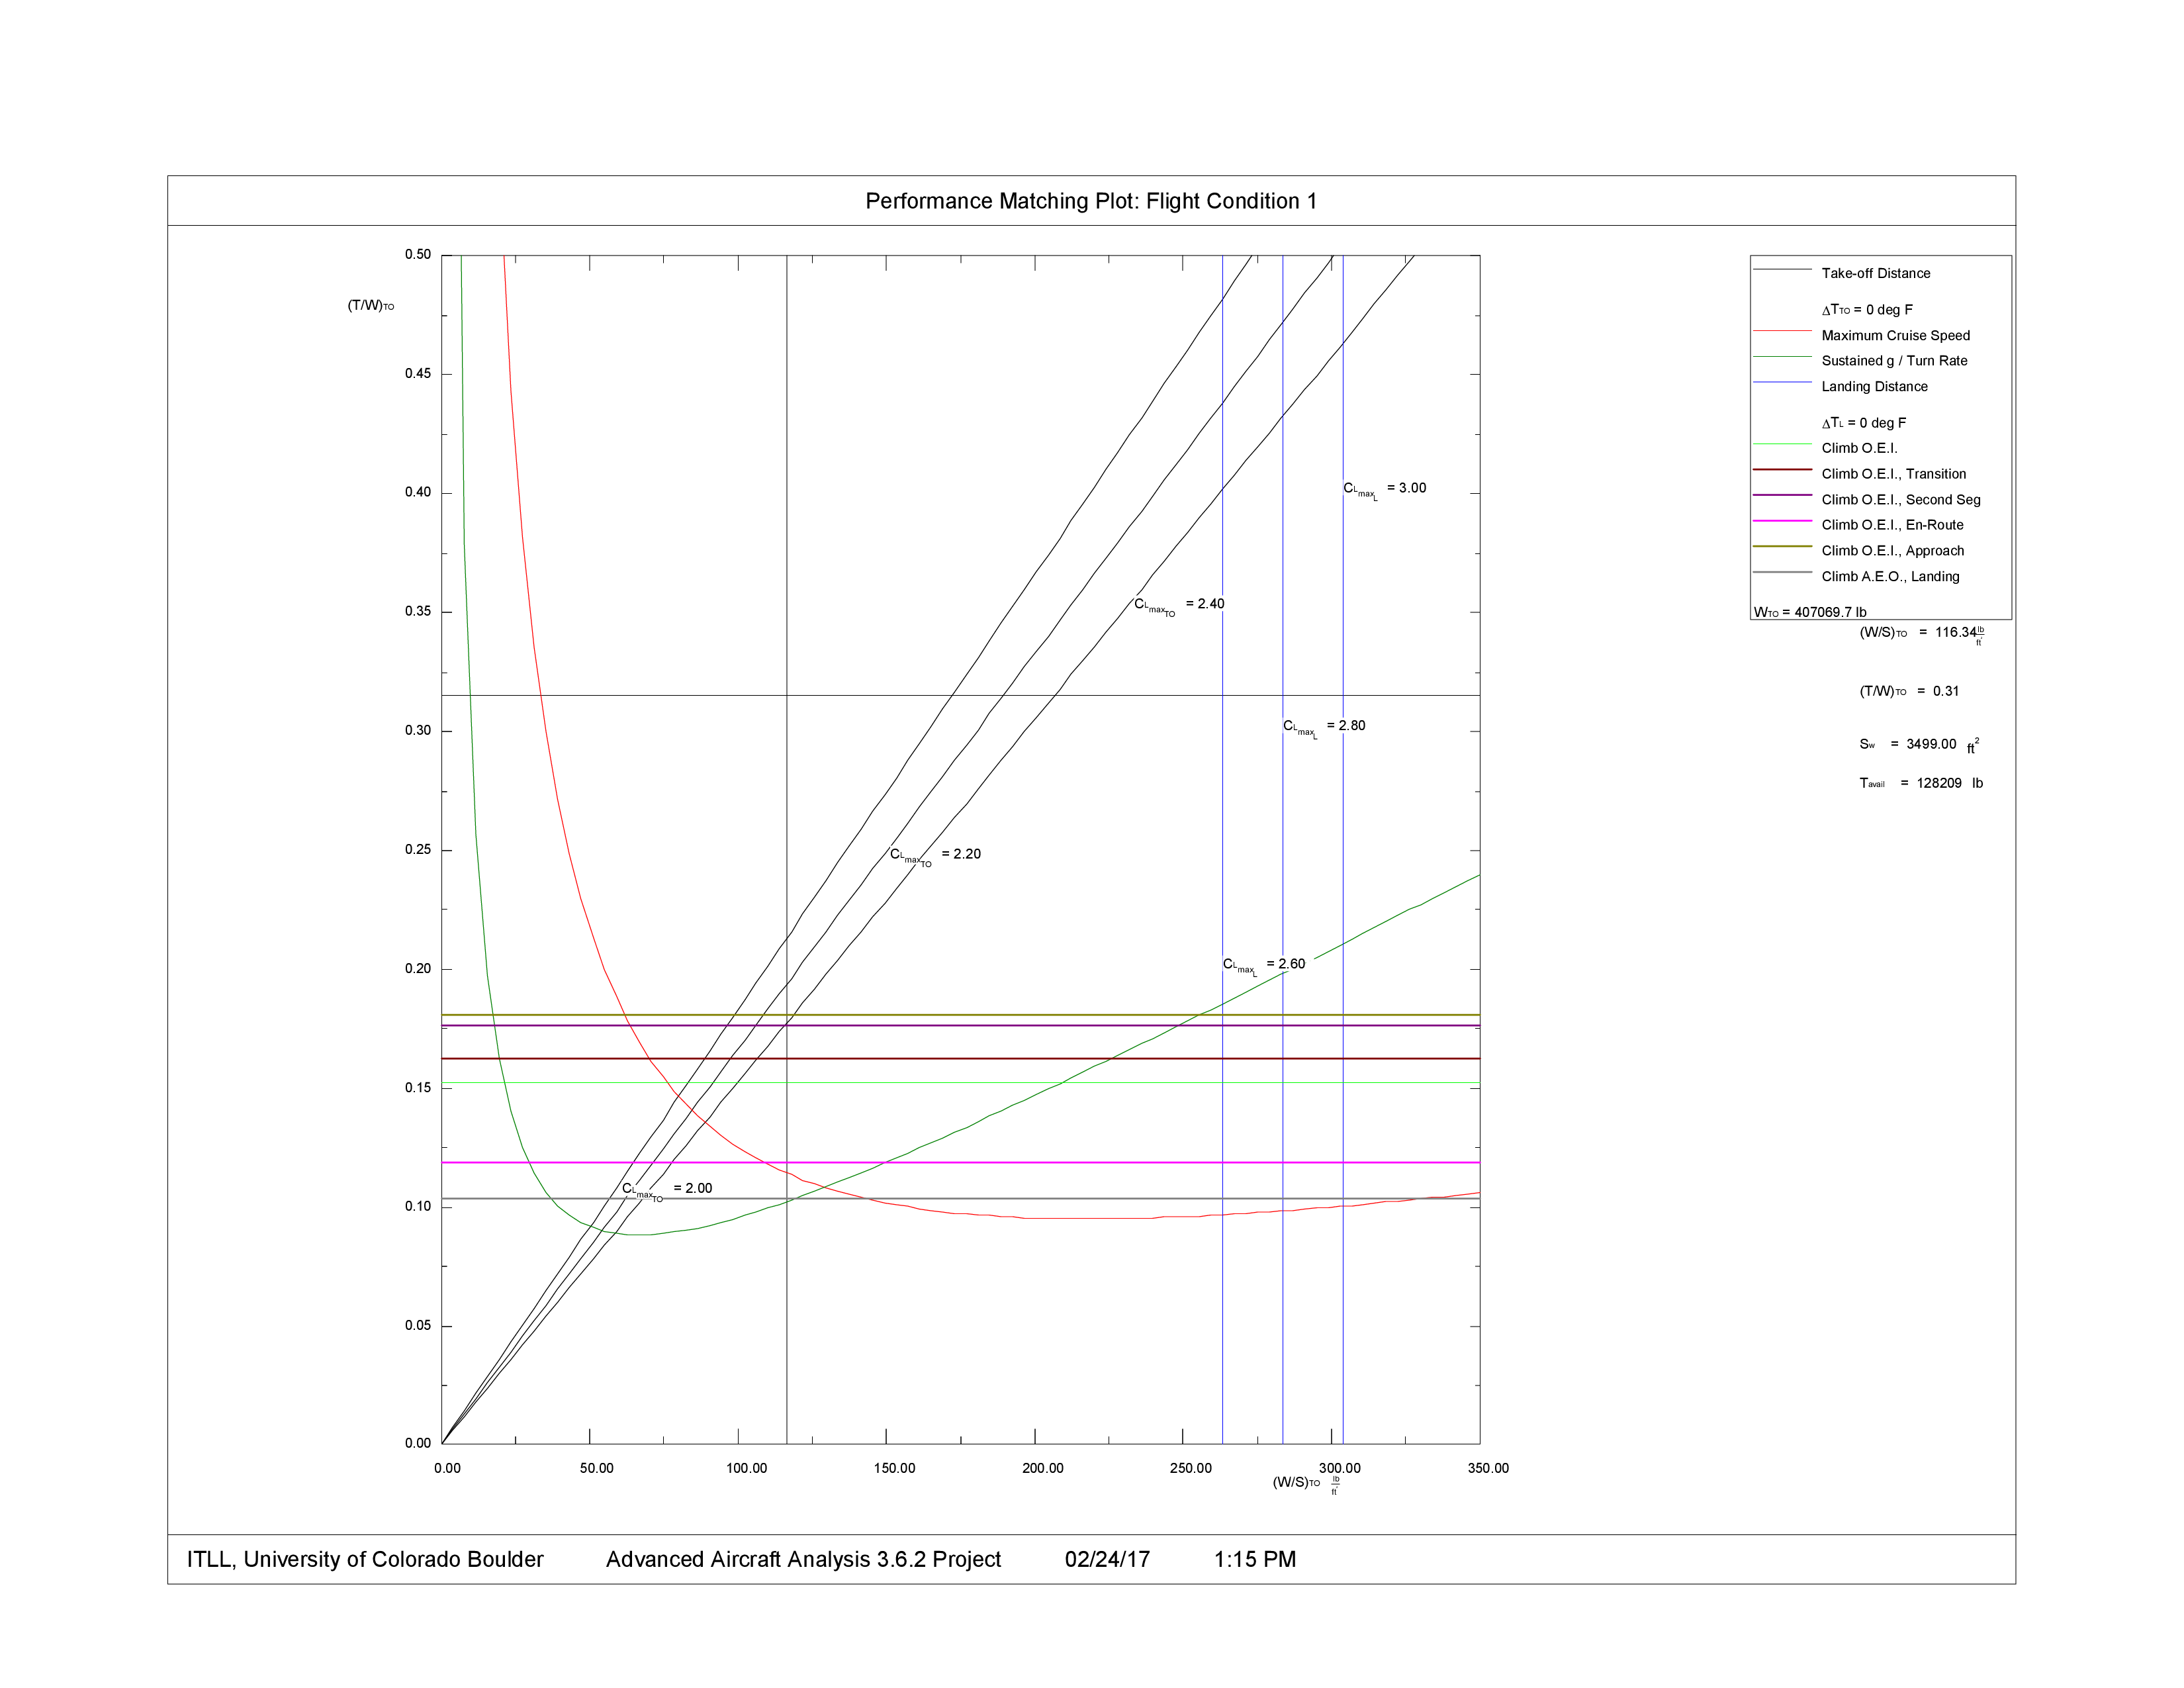 Performance Matching Plot: Flight Condition 1
0.50
(T/W)TO
0.45
0.40
0.35
0.30
0.25
0.20
0.15
0.10
0.05
0.00
CLmaxL = 3.00
CLmaxTO = 2.40
CLmaxL = 2.80
CLmaxTO = 2.20
CLmaxL = 2.60
CLmaxTO = 2.00
0.00 50.00 100.00 150.00 200.00 250.00 300.00 350.00
(W/S)TO lb/ft²
Take-off Distance
ΔTTO = 0 deg F
Maximum Cruise Speed
Sustained g / Turn Rate
Landing Distance
ΔTL = 0 deg F
Climb O.E.I.
Climb O.E.I., Transition
Climb O.E.I., Second Seg
Climb O.E.I., En-Route
Climb O.E.I., Approach
Climb A.E.O., Landing
WTO = 407069.7 lb
(W/S)TO = 116.34 lb/ft²
(T/W)TO = 0.31
Sw = 3499.00 ft²
Tavail = 128209 lb
ITLL, University of Colorado Boulder Advanced Aircraft Analysis 3.6.2 Project 02/24/17 1:15 PM